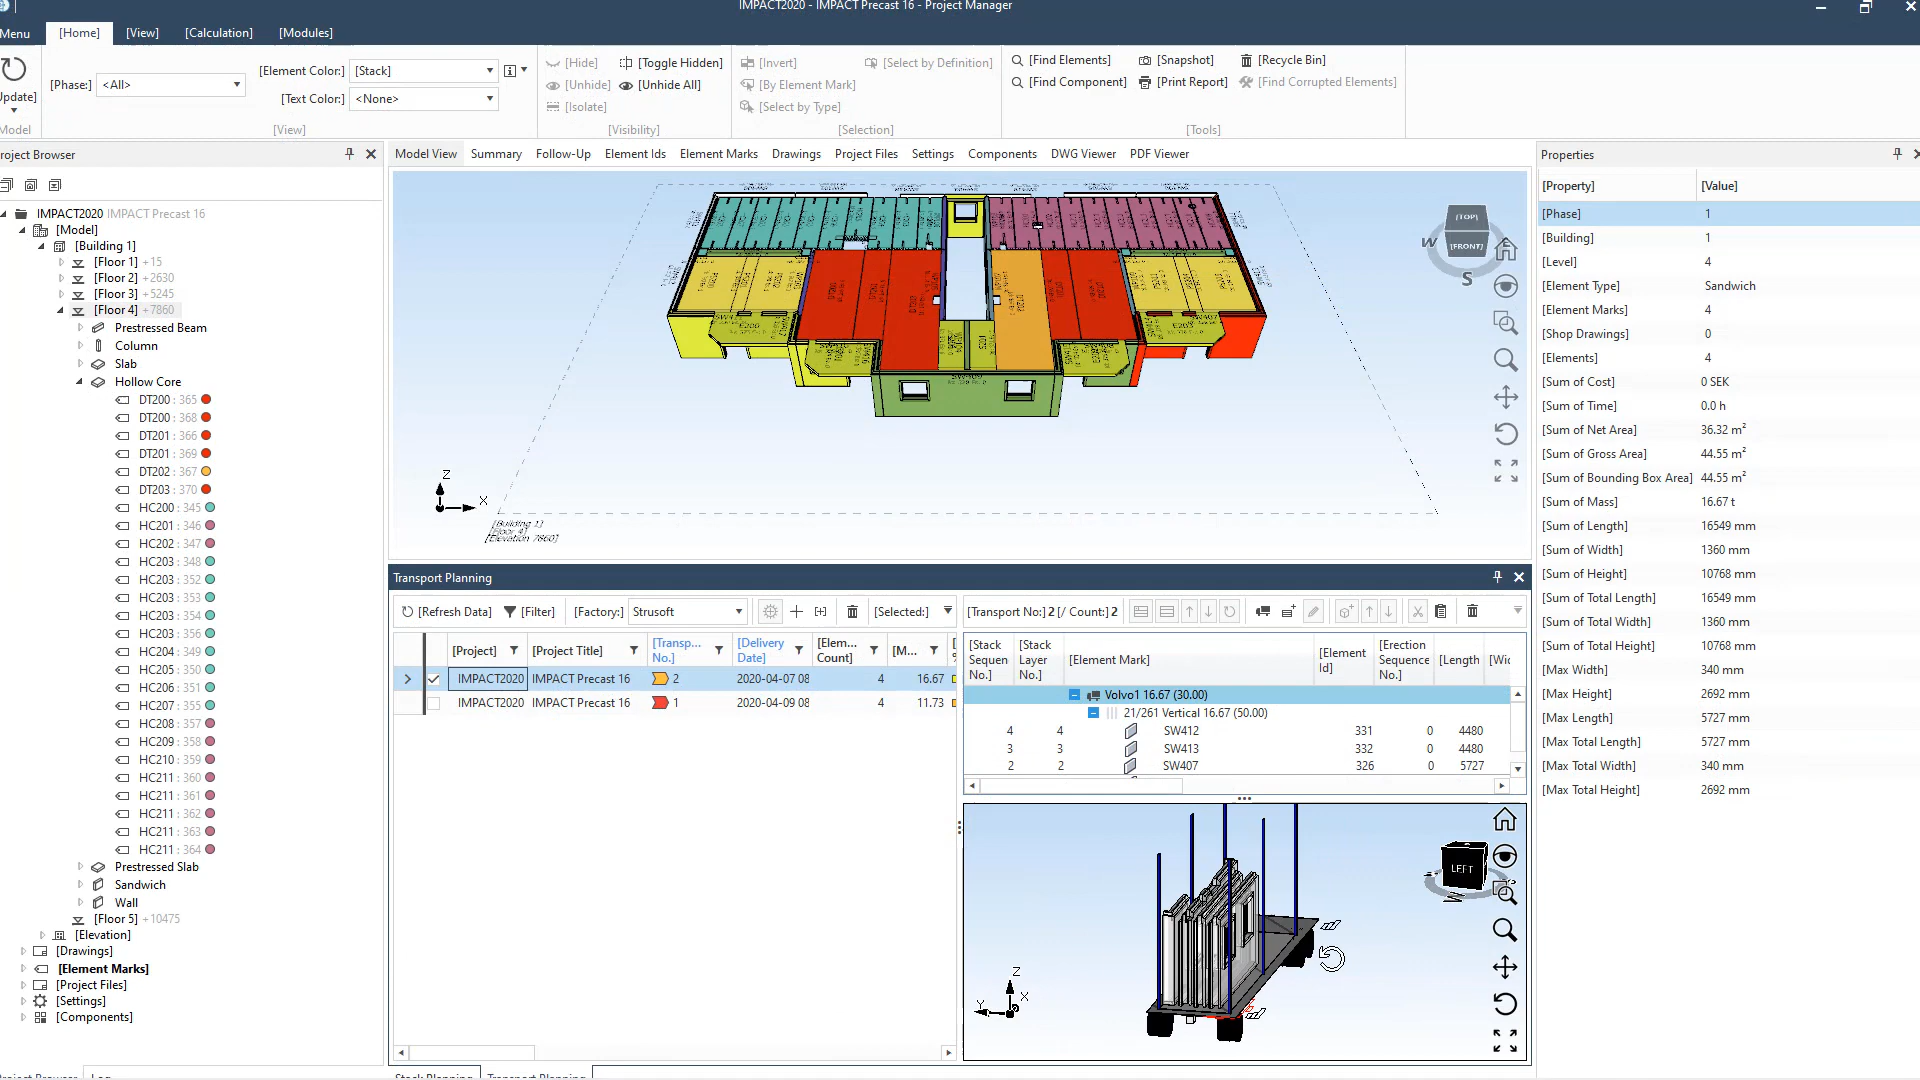 IMPACT2020 - IMPACT Precast 16 - Project Manager
Menu [Home] [View] [Calculation] [Modules]
[Phase:] <All>
[Element Color:] [Stack]
[Text Color:] <None>
[Hide] [Toggle Hidden]
[Unhide] [Unhide All]
[Isolate]
[Invert] [Select by Definition]
[By Element Mark]
[Select by Type]
[Find Elements] [Snapshot] [Recycle Bin]
[Find Component] [Print Report] [Find Corrupted Elements]
[View] [Visibility] [Selection] [Tools]
Update]
Model
roject Browser
IMPACT2020 IMPACT Precast 16
[Model]
[Building 1]
[Floor 1] +15
[Floor 2] +2630
[Floor 3] +5245
[Floor 4] +7860
Prestressed Beam
Column
Slab
Hollow Core
DT200 : 365
DT200 : 368
DT201 : 366
DT201 : 369
DT202 : 367
DT203 : 370
HC200 : 345
HC201 : 346
HC202 : 347
HC203 : 348
HC203 : 352
HC203 : 353
HC203 : 354
HC203 : 356
HC204 : 349
HC205 : 350
HC206 : 351
HC207 : 355
HC208 : 357
HC209 : 358
HC210 : 359
HC211 : 360
HC211 : 361
HC211 : 362
HC211 : 363
HC211 : 364
Prestressed Slab
Sandwich
Wall
[Floor 5] +10475
[Elevation]
[Drawings]
[Element Marks]
[Project Files]
[Settings]
[Components]
Model View Summary Follow-Up Element Ids Element Marks Drawings Project Files Settings Components DWG Viewer PDF Viewer
[TOP]
[FRONT]
W
S
Z
X
[Building 1]
[Floor 4]
[Elevation 7860]
Transport Planning
[Refresh Data] [Filter] [Factory:] Strusoft [Selected:]
[Project] [Project Title] [Transp... No.] [Delivery Date] [Elem... Count] [M...
IMPACT2020 IMPACT Precast 16 2 2020-04-07 08 4 16.67
IMPACT2020 IMPACT Precast 16 1 2020-04-09 08 4 11.73
[Transport No:] 2 [/ Count:] 2
[Stack Sequen No.] [Stack Layer No.] [Element Mark] [Element Id] [Erection Sequence No.] [Length [Wid
Volvo1 16.67 (30.00)
21/261 Vertical 16.67 (50.00)
4 4 SW412 331 0 4480
3 3 SW413 332 0 4480
2 2 SW407 326 0 5727
LEFT
W
Z
X
Y
Properties
[Property] [Value]
[Phase] 1
[Building] 1
[Level] 4
[Element Type] Sandwich
[Element Marks] 4
[Shop Drawings] 0
[Elements] 4
[Sum of Cost] 0 SEK
[Sum of Time] 0.0 h
[Sum of Net Area] 36.32 m²
[Sum of Gross Area] 44.55 m²
[Sum of Bounding Box Area] 44.55 m²
[Sum of Mass] 16.67 t
[Sum of Length] 16549 mm
[Sum of Width] 1360 mm
[Sum of Height] 10768 mm
[Sum of Total Length] 16549 mm
[Sum of Total Width] 1360 mm
[Sum of Total Height] 10768 mm
[Max Width] 340 mm
[Max Height] 2692 mm
[Max Length] 5727 mm
[Max Total Length] 5727 mm
[Max Total Width] 340 mm
[Max Total Height] 2692 mm